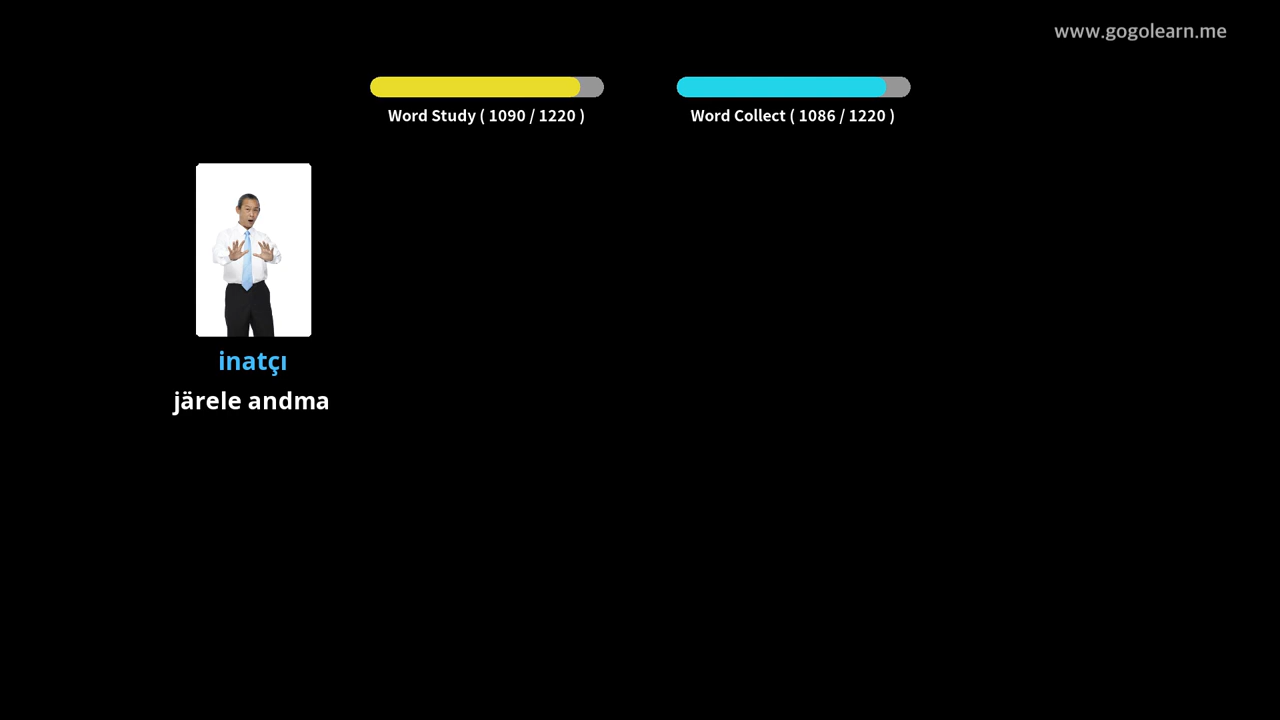 www.gogolearn.me
Word Study ( 1090 / 1220 )
Word Collect ( 1086 / 1220 )
inatçı
järele andma